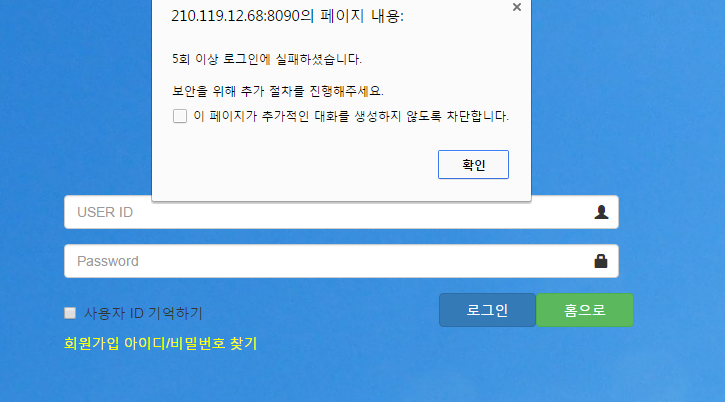 210.119.12.68:8090의 페이지 내용:
5회 이상 로그인에 실패하셨습니다.
보안을 위해 추가 절차를 진행해주세요.
이 페이지가 추가적인 대화를 생성하지 않도록 차단합니다.
확인
USER ID
Password
사용자 ID 기억하기
로그인 홈으로
회원가입 아이디/비밀번호 찾기